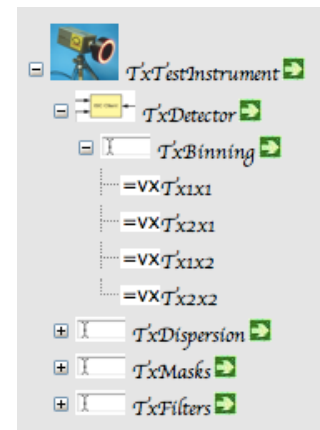 TxTestInstrument
TxDetector
TxBinning
=VX Tx1x1
=VX Tx2x1
=VX Tx1x2
=VX Tx2x2
TxDispersion
TxMasks
TxFilters